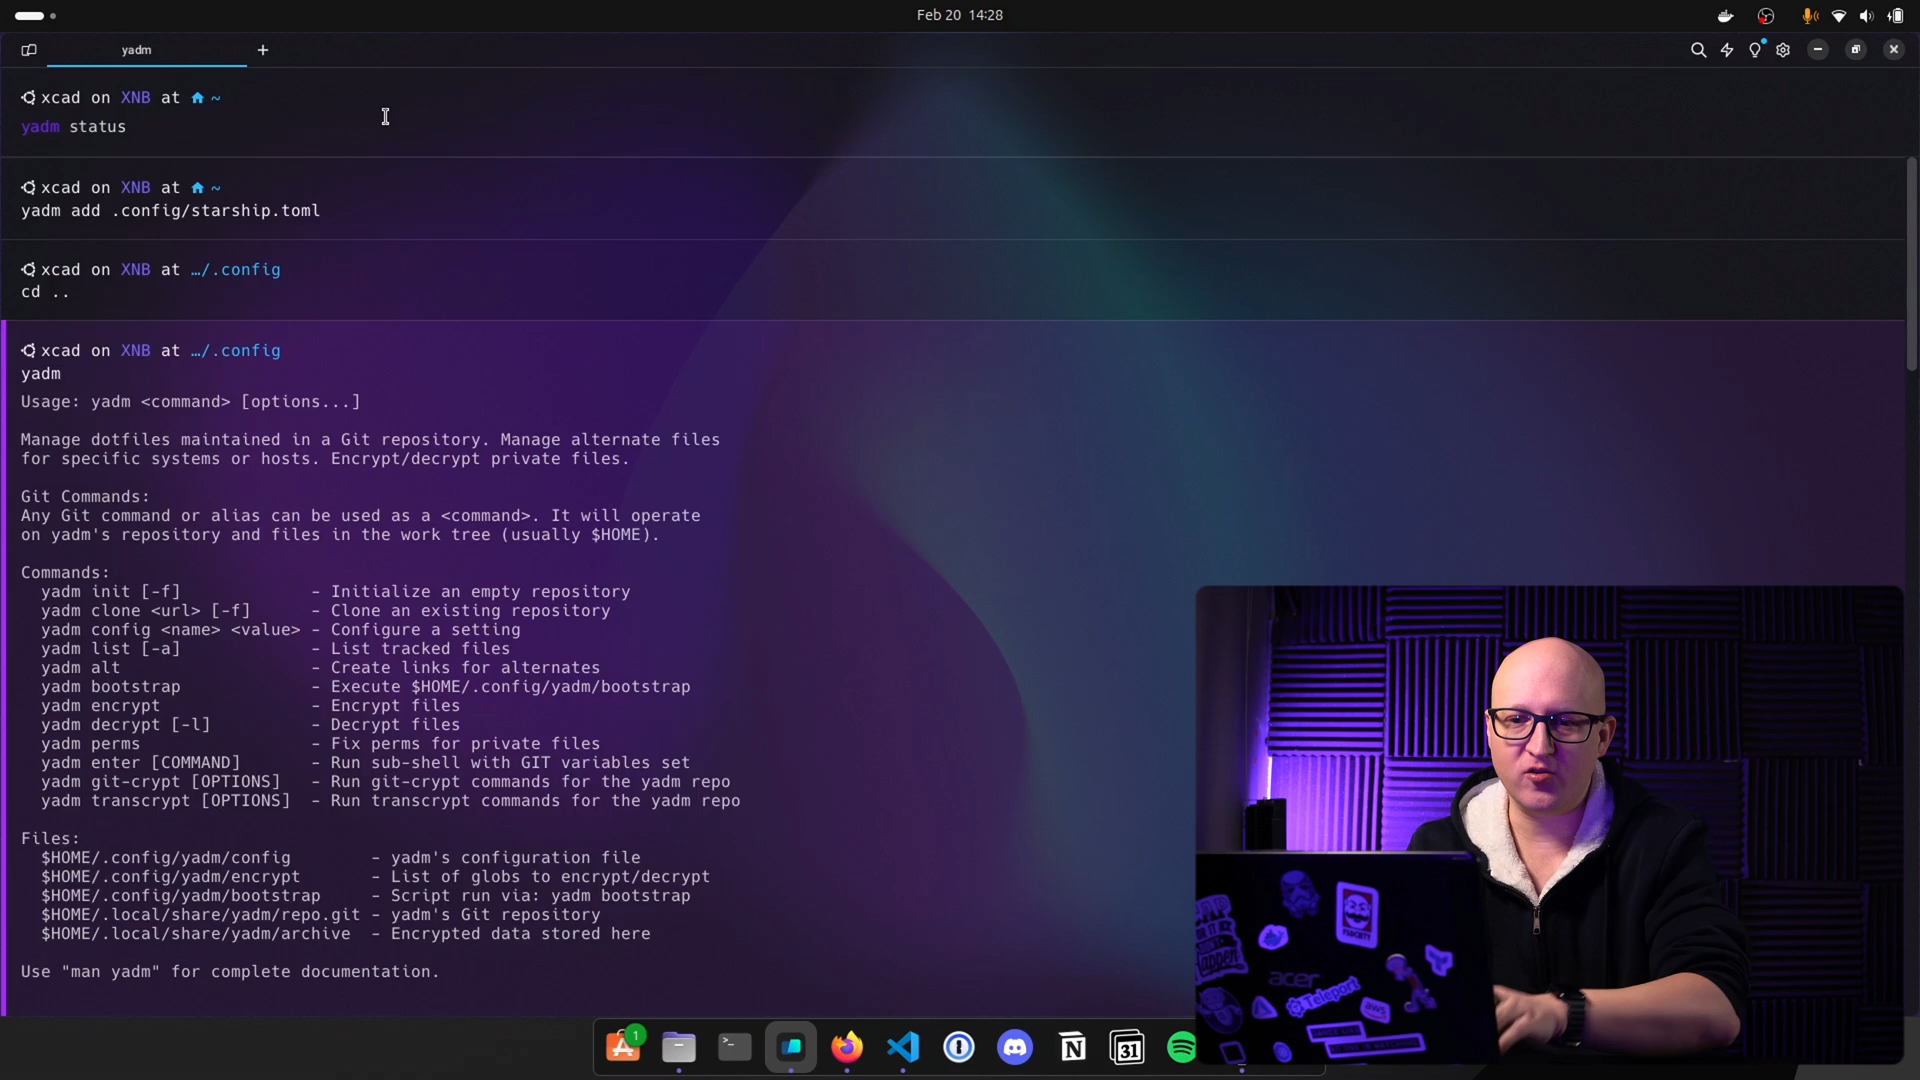 Feb 20 14:28
yadm
xcad on XNB at ~
yadm status
xcad on XNB at ~
yadm add .config/starship.toml
xcad on XNB at …/.config
cd ..
xcad on XNB at …/.config
yadm
Usage: yadm <command> [options...]
Manage dotfiles maintained in a Git repository. Manage alternate files
for specific systems or hosts. Encrypt/decrypt private files.
Git Commands:
Any Git command or alias can be used as a <command>. It will operate
on yadm's repository and files in the work tree (usually $HOME).
Commands:
yadm init [-f] - Initialize an empty repository
yadm clone <url> [-f] - Clone an existing repository
yadm config <name> <value> - Configure a setting
yadm list [-a] - List tracked files
yadm alt - Create links for alternates
yadm bootstrap - Execute $HOME/.config/yadm/bootstrap
yadm encrypt - Encrypt files
yadm decrypt [-l] - Decrypt files
yadm perms - Fix perms for private files
yadm enter [COMMAND] - Run sub-shell with GIT variables set
yadm git-crypt [OPTIONS] - Run git-crypt commands for the yadm repo
yadm transcrypt [OPTIONS] - Run transcrypt commands for the yadm repo
Files:
$HOME/.config/yadm/config - yadm's configuration file
$HOME/.config/yadm/encrypt - List of globs to encrypt/decrypt
$HOME/.config/yadm/bootstrap - Script run via: yadm bootstrap
$HOME/.local/share/yadm/repo.git - yadm's Git repository
$HOME/.local/share/yadm/archive - Encrypted data stored here
Use "man yadm" for complete documentation.
1
31
acer
Teleport
aws
happen